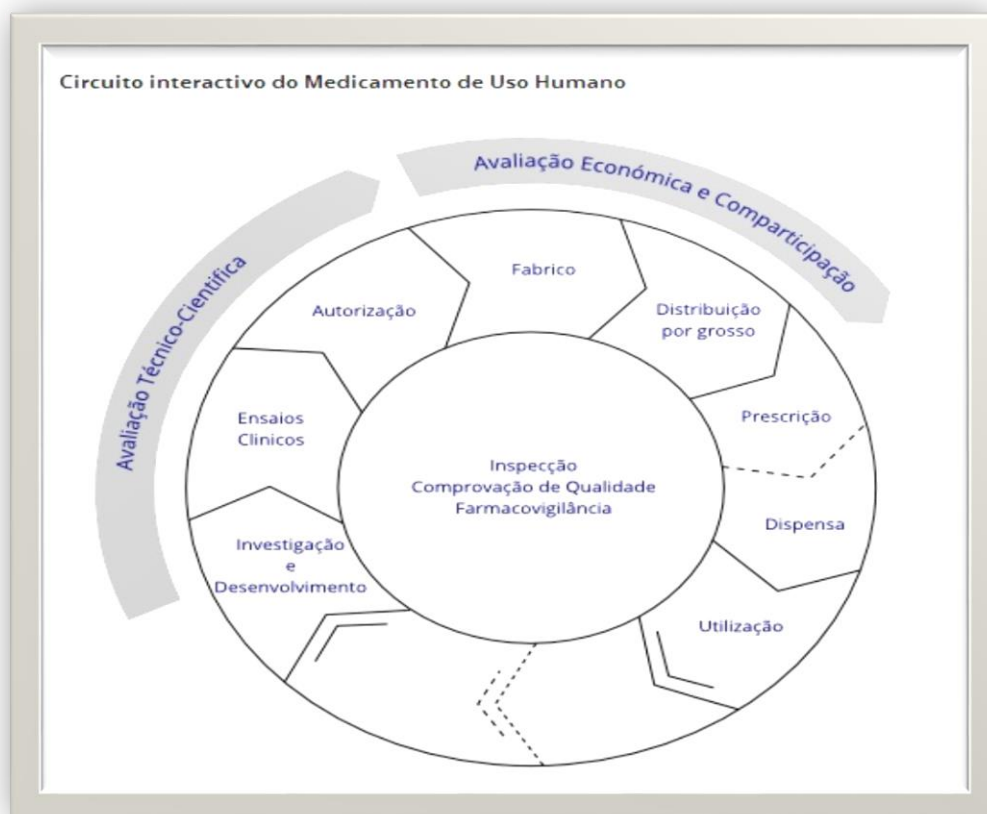 Circuito interactivo do Medicamento de Uso Humano
Avaliação Técnico-Cientifica
Avaliação Económica e Comparticipação
Investigação
e
Desenvolvimento
Ensaios
Clinicos
Autorização
Fabrico
Distribuição
por grosso
Prescrição
Dispensa
Utilização
Inspecção
Comprovação de Qualidade
Farmacovigilância